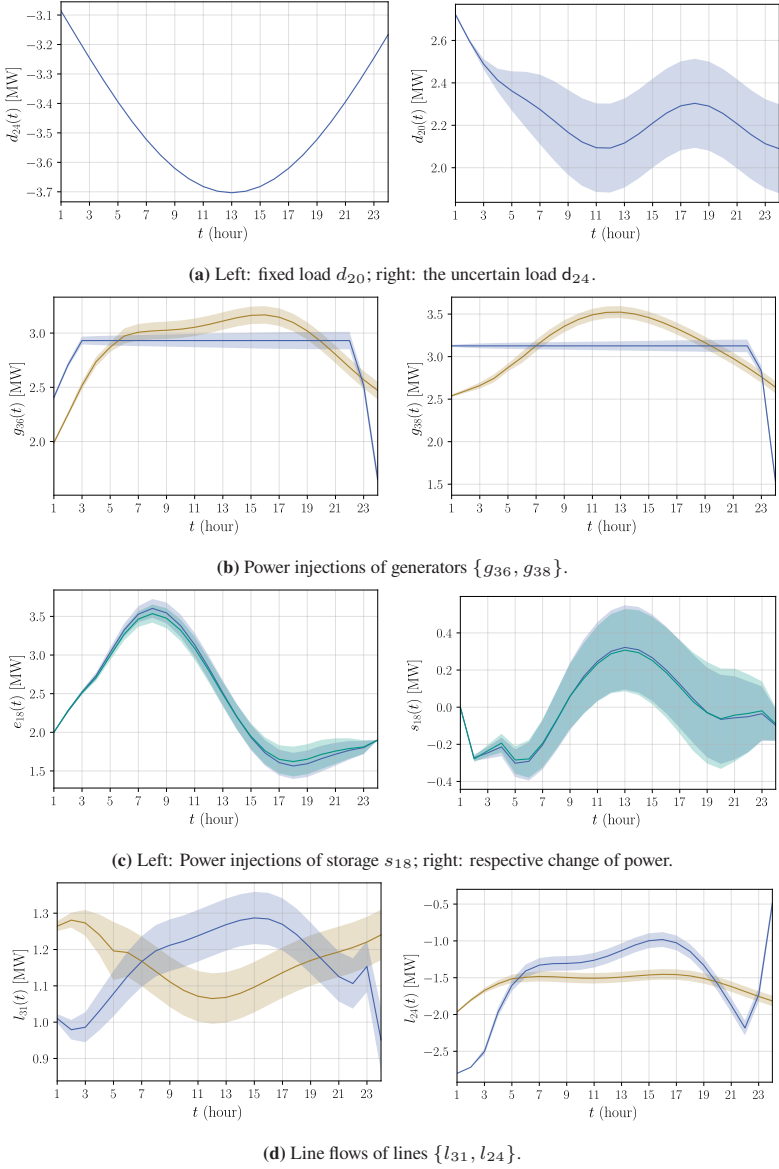 −3.1
−3.2
−3.3
−3.4
−3.5
−3.6
−3.7
d24(t) [MW]
1 3 5 7 9 11 13 15 17 19 21 23
t (hour)
2.6
2.4
2.2
2.0
d20(t) [MW]
1 3 5 7 9 11 13 15 17 19 21 23
t (hour)
(a) Left: fixed load d20; right: the uncertain load d24.
3.0
2.5
2.0
g36(t) [MW]
1 3 5 7 9 11 13 15 17 19 21 23
t (hour)
3.5
3.0
2.5
2.0
1.5
g38(t) [MW]
1 3 5 7 9 11 13 15 17 19 21 23
t (hour)
(b) Power injections of generators {g36, g38}.
3.5
3.0
2.5
2.0
1.5
e18(t) [MW]
1 3 5 7 9 11 13 15 17 19 21 23
t (hour)
0.4
0.2
0.0
−0.2
−0.4
s18(t) [MW]
1 3 5 7 9 11 13 15 17 19 21 23
t (hour)
(c) Left: Power injections of storage s18; right: respective change of power.
1.3
1.2
1.1
1.0
0.9
l31(t) [MW]
1 3 5 7 9 11 13 15 17 19 21 23
t (hour)
−0.5
−1.0
−1.5
−2.0
−2.5
l24(t) [MW]
1 3 5 7 9 11 13 15 17 19 21 23
t (hour)
(d) Line flows of lines {l31, l24}.